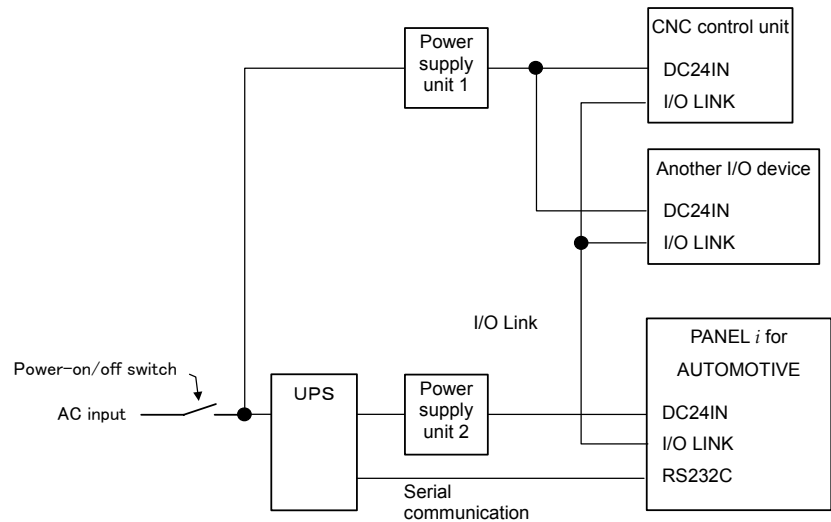 CNC control unit
DC24IN
I/O LINK
Power
supply
unit 1
Another I/O device
DC24IN
I/O LINK
I/O Link
PANEL i for
AUTOMOTIVE
DC24IN
I/O LINK
RS232C
Power-on/off switch
AC input
UPS
Power
supply
unit 2
Serial
communication